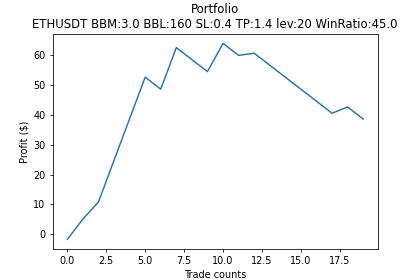 Portfolio
ETHUSDT BBM:3.0 BBL:160 SL:0.4 TP:1.4 lev:20 WinRatio:45.0
60
50
40
30
20
10
0
Profit ($)
0.0 2.5 5.0 7.5 10.0 12.5 15.0 17.5
Trade counts